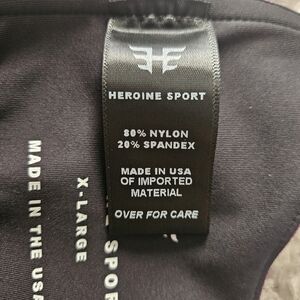 HEROINE SPORT
80% NYLON
20% SPANDEX
MADE IN USA
OF IMPORTED
MATERIAL
OVER FOR CARE
SPOR
X-LARGE
MADE IN THE USA